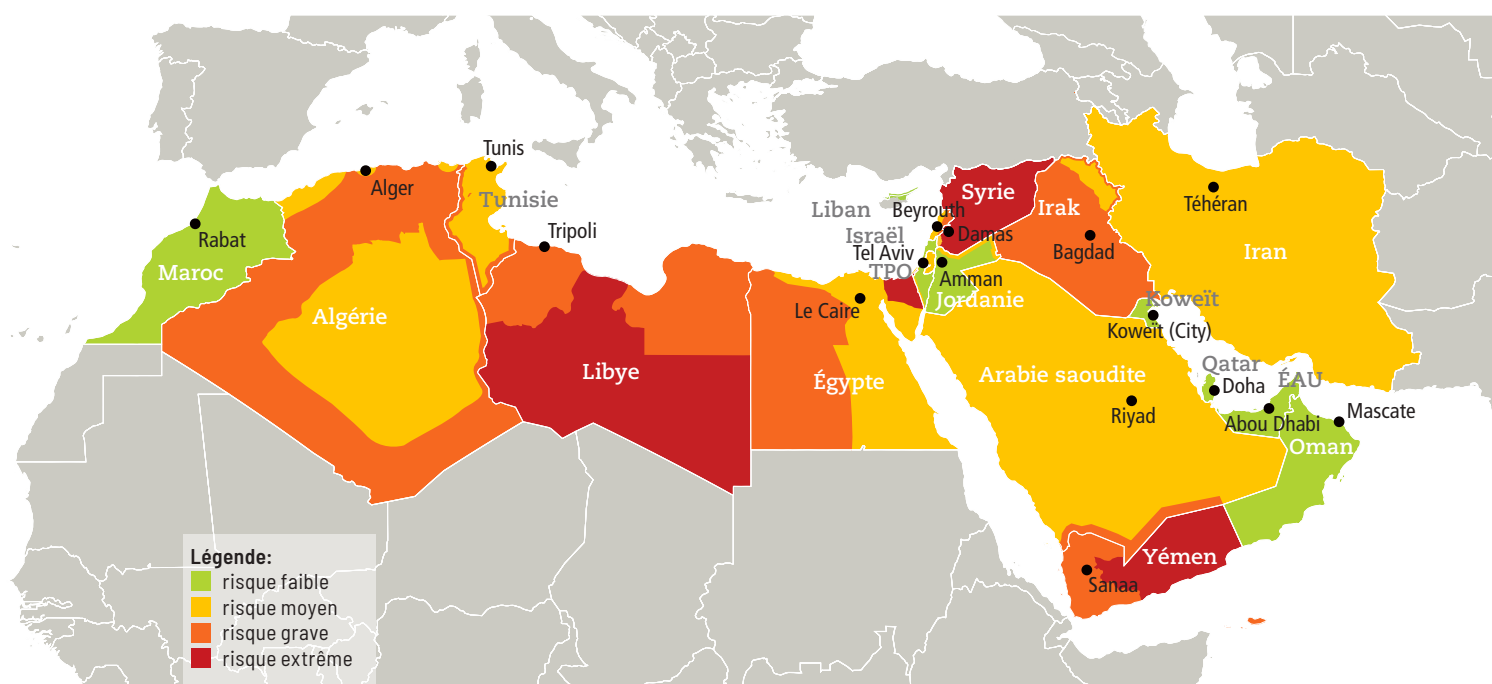 Tunis
Alger
Tunisie
Syrie
Téhéran
Liban
Beyrouth
Irak
Rabat
Tripoli
Israël
Damas
Tel Aviv
Bagdad
Iran
Maroc
TPO
Amman
Jordanie
Koweït
Algérie
Le Caire
Koweït (City)
Libye
Égypte
Arabie saoudite
Qatar
Doha
ÉAU
Riyad
Abou Dhabi
Mascate
Oman
Yémen
Sanaa
Légende:
risque faible
risque moyen
risque grave
risque extrême